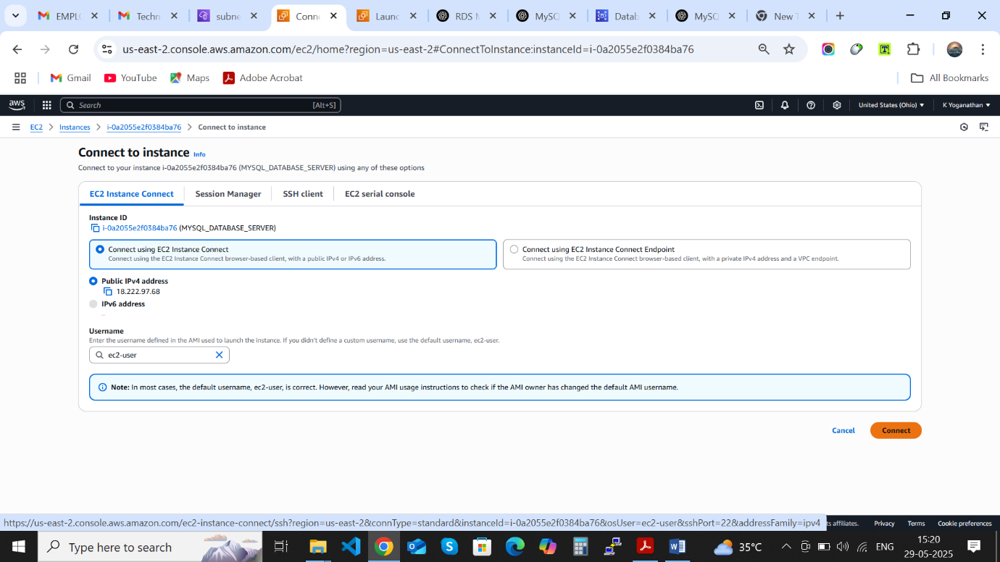 EMPL
Techn
subne
Conne
Launc
RDS M
MySQ
Datab
MySQ
New T
us-east-2.console.aws.amazon.com/ec2/home?region=us-east-2#ConnectToInstance:instanceId=i-0a2055e2f0384ba76
Gmail YouTube Maps Adobe Acrobat All Bookmarks
aws Search [Alt+S] United States (Ohio) K Yoganathan
EC2 Instances i-0a2055e2f0384ba76 Connect to instance
Connect to instance Info
Connect to your instance i-0a2055e2f0384ba76 (MYSQL_DATABASE_SERVER) using any of these options
EC2 Instance Connect Session Manager SSH client EC2 serial console
Instance ID
i-0a2055e2f0384ba76 (MYSQL_DATABASE_SERVER)
Connect using EC2 Instance Connect
Connect using the EC2 Instance Connect browser-based client, with a public IPv4 or IPv6 address.
Connect using EC2 Instance Connect Endpoint
Connect using the EC2 Instance Connect browser-based client, with a private IPv4 address and a VPC endpoint.
Public IPv4 address
18.222.97.68
IPv6 address
–
Username
Enter the username defined in the AMI used to launch the instance. If you didn't define a custom username, use the default username, ec2-user.
ec2-user
Note: In most cases, the default username, ec2-user, is correct. However, read your AMI usage instructions to check if the AMI owner has changed the default AMI username.
Cancel Connect
https://us-east-2.console.aws.amazon.com/ec2-instance-connect/ssh?region=us-east-2&connType=standard&instanceId=i-0a2055e2f0384ba76&osUser=ec2-user&sshPort=22&addressFamily=ipv4
ts affiliates. Privacy Terms Cookie preferences
Type here to search 35°C ENG 15:20
29-05-2025